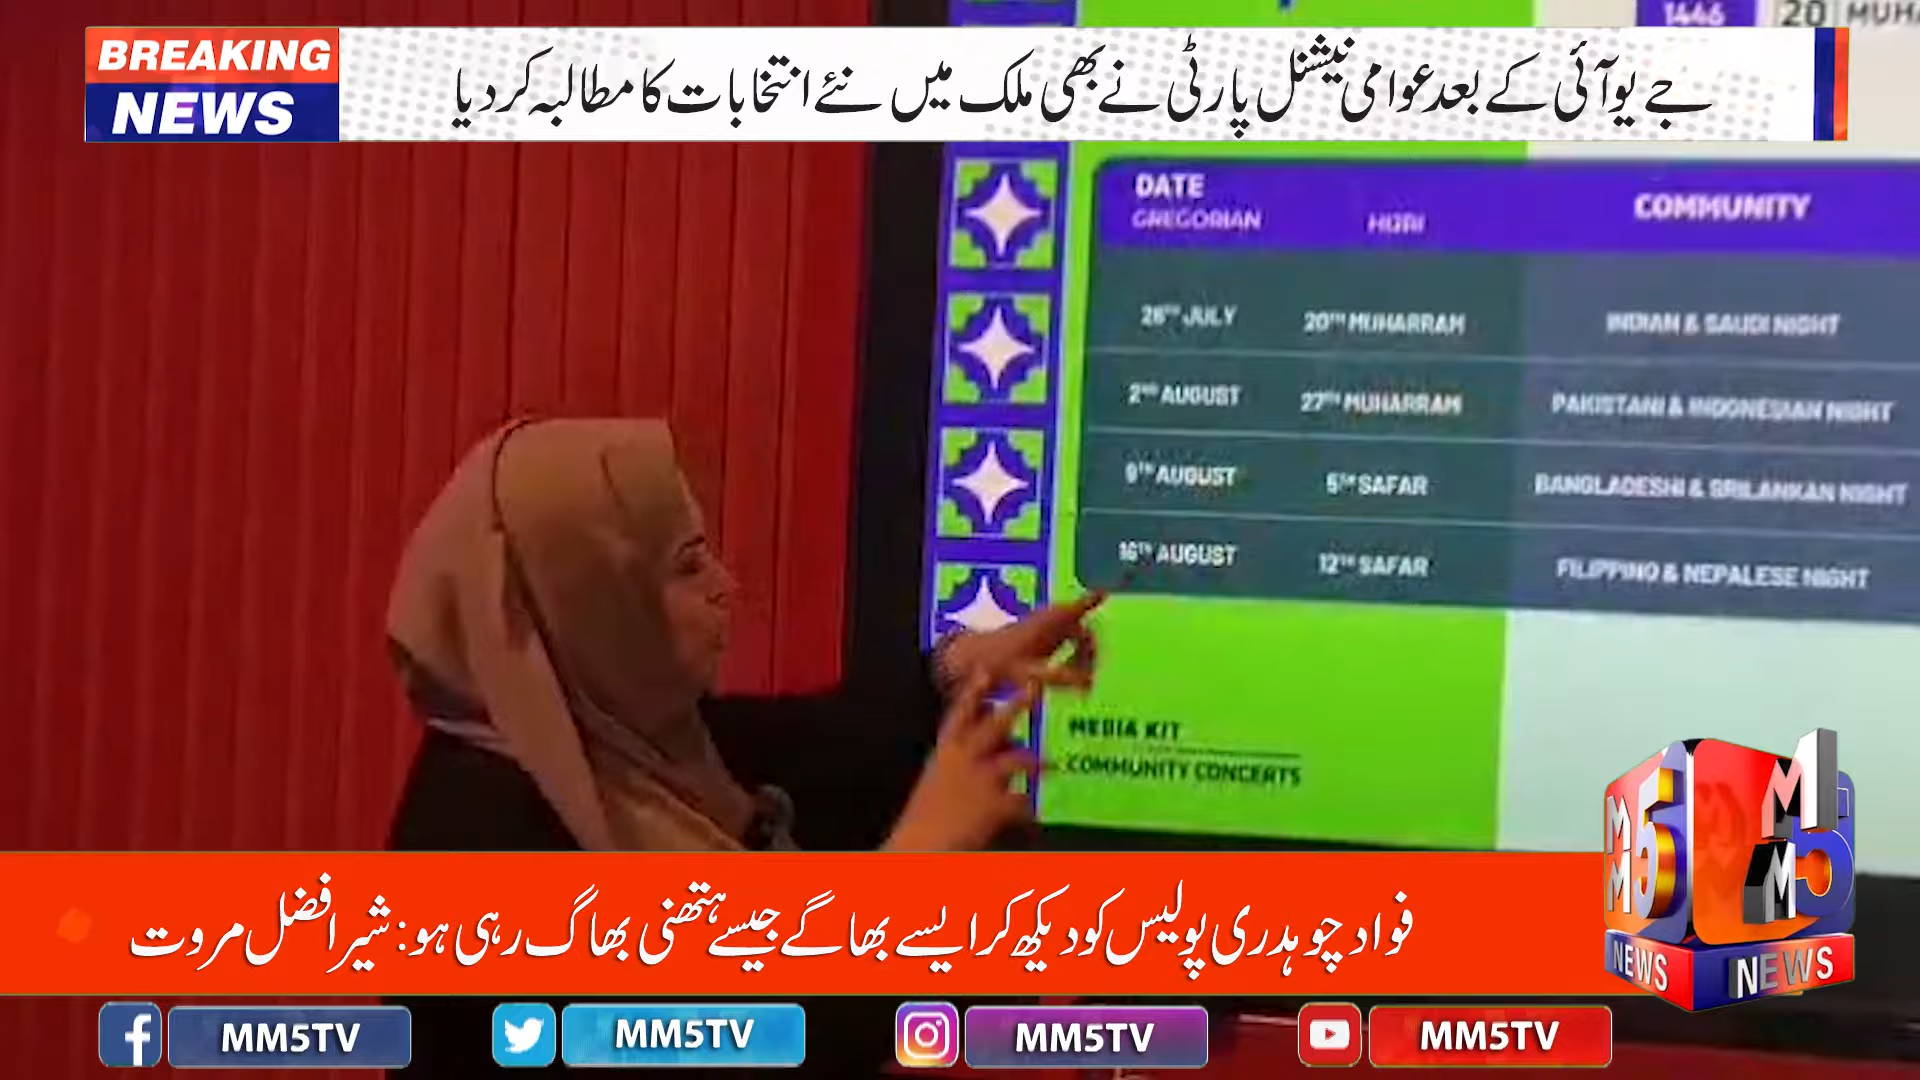 1446 20
BREAKING
NEWS
جے یو آئی کے بعد عوامی نیشنل پارٹی نے بھی ملک میں نئے انتخابات کا مطالبہ کر دیا
DATE
GREGORIAN HIJRI COMMUNITY
26TH JULY 20TH MUHARRAM INDIAN & SAUDI NIGHT
2ND AUGUST 27TH MUHARRAM PAKISTANI & INDONESIAN NIGHT
9TH AUGUST 5TH SAFAR BANGLADESHI & SRILANKAN NIGHT
16TH AUGUST 12TH SAFAR FILIPPINO & NEPALESE NIGHT
MEDIA KIT
COMMUNITY CONCERTS
MM5 MM5
NEWS NEWS
فواد چوہدری پولیس کو دیکھ کر ایسے بھاگے جیسے ہتھنی بھاگ رہی ہو: شیر افضل مروت
MM5TV MM5TV MM5TV MM5TV